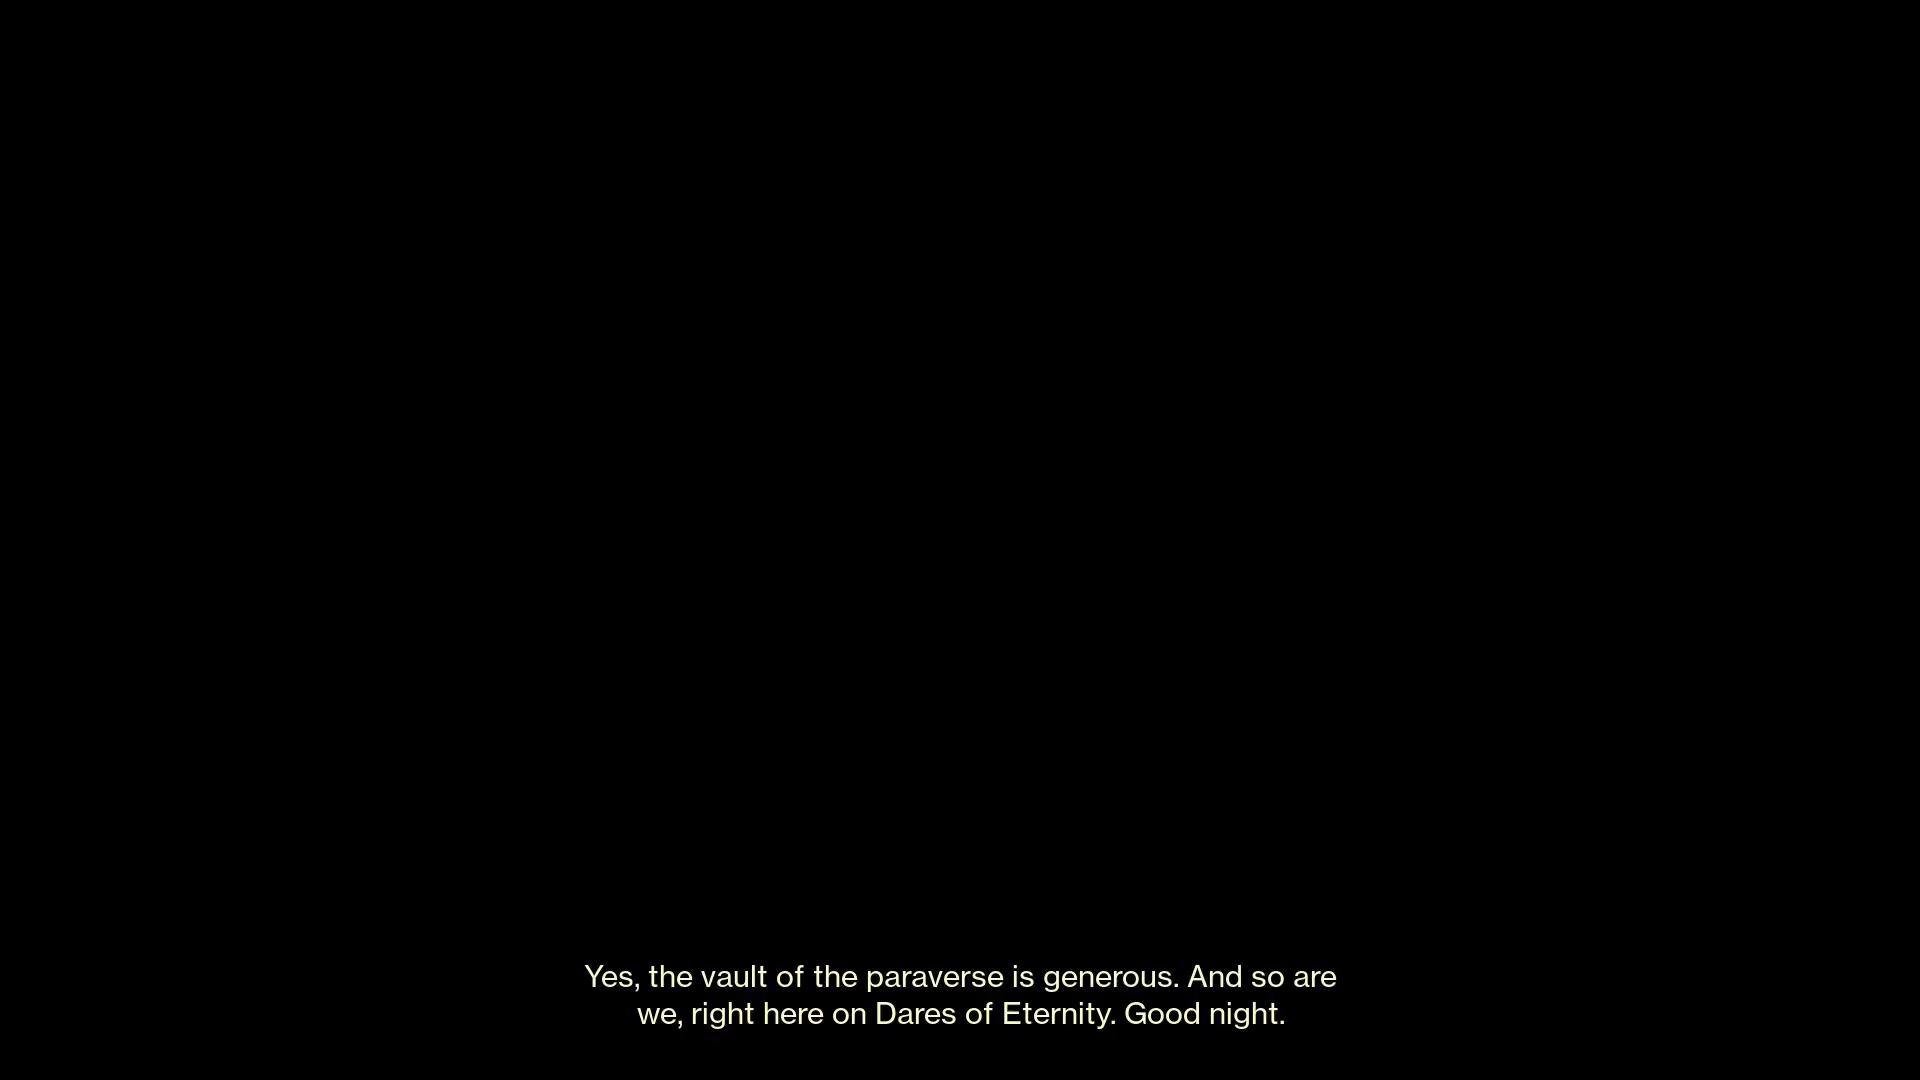 Yes, the vault of the paraverse is generous. And so are
we, right here on Dares of Eternity. Good night.